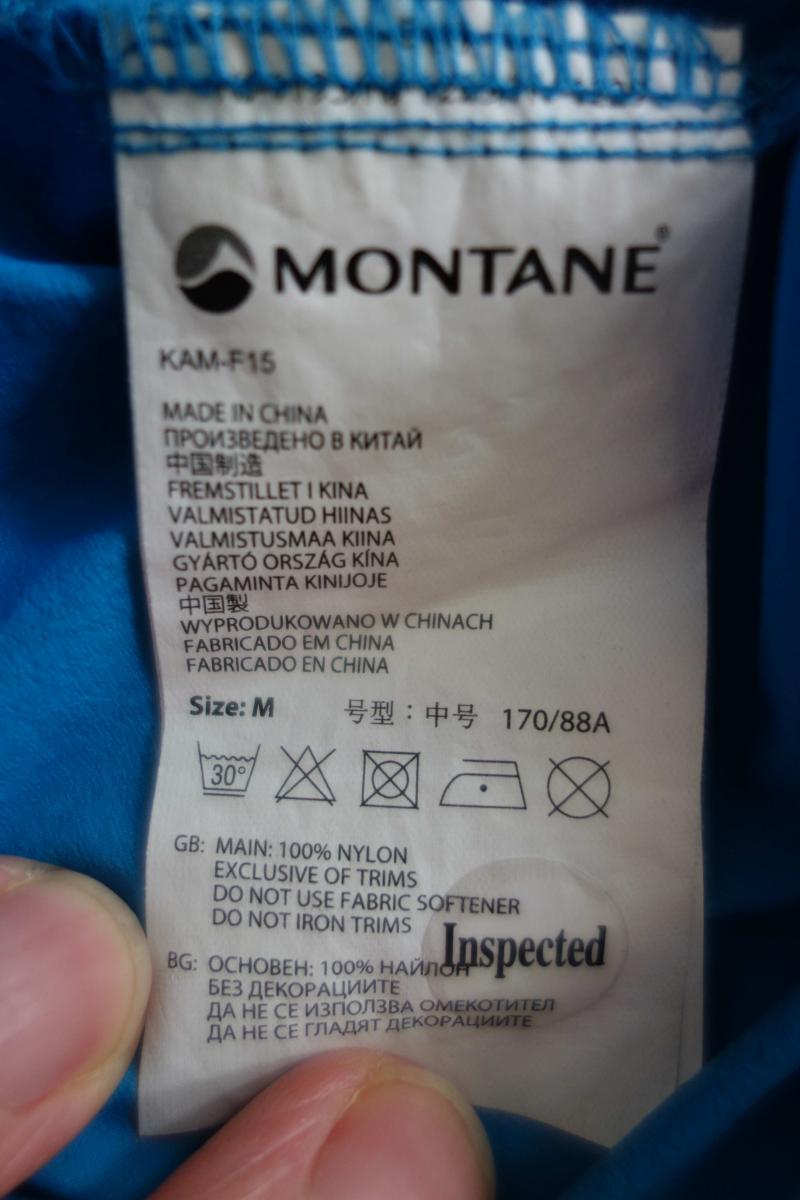 MONTANE®
KAM-F15
MADE IN CHINA
ПРОИЗВЕДЕНО В КИТАЙ
中国制造
FREMSTILLET I KINA
VALMISTATUD HIINAS
VALMISTUSMAA KIINA
GYÁRTÓ ORSZÁG KÍNA
PAGAMINTA KINIJOJE
中国製
WYPRODUKOWANO W CHINACH
FABRICADO EM CHINA
FABRICADO EN CHINA
Size: M 号型：中号 170/88A
30°
GB: MAIN: 100% NYLON
EXCLUSIVE OF TRIMS
DO NOT USE FABRIC SOFTENER
DO NOT IRON TRIMS
Inspected
BG: ОСНОВЕН: 100% НАЙЛОН
БЕЗ ДЕКОРАЦИИТЕ
ДА НЕ СЕ ИЗПОЛЗВА ОМЕКОТИТЕЛ
ДА НЕ СЕ ГЛАДЯТ ДЕКОРАЦИИТЕ